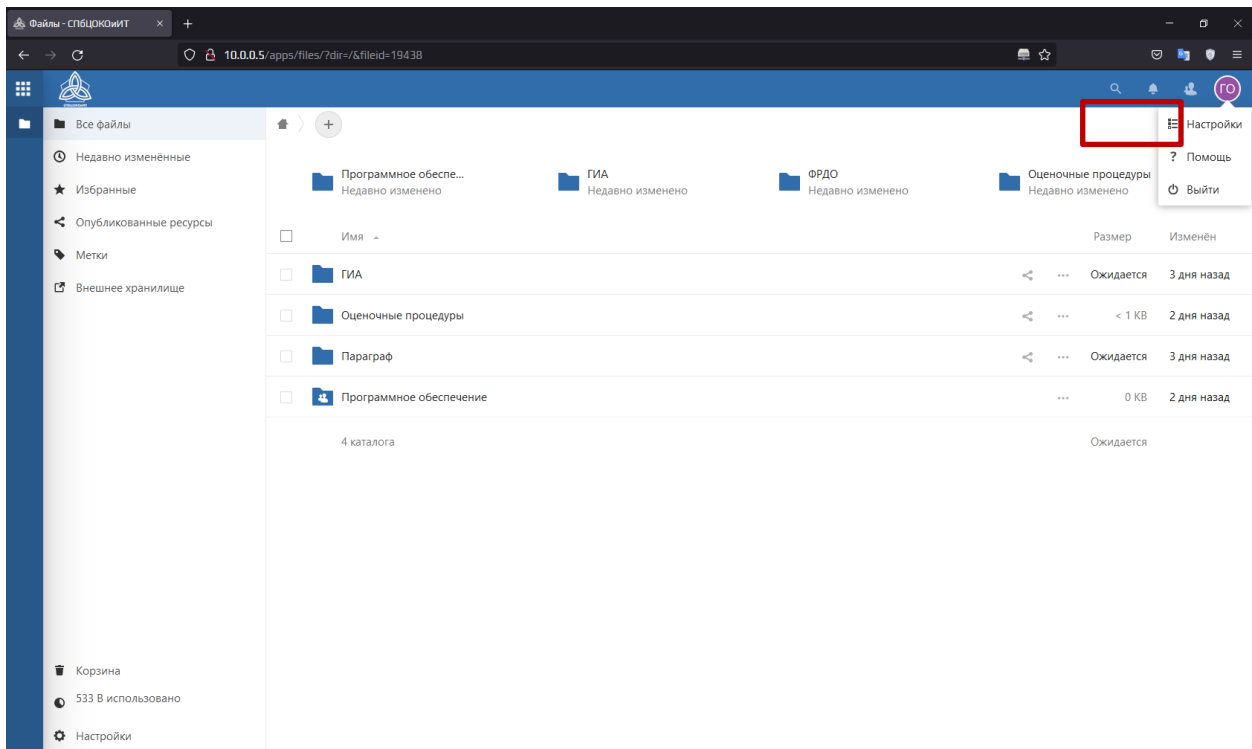 Файлы - СПбЦОКОиИТ
10.0.0.5/apps/files/?dir=/&fileid=19438
ГО
Все файлы
Недавно изменённые
Избранные
Опубликованные ресурсы
Метки
Внешнее хранилище
Корзина
533 B использовано
Настройки
Настройки
? Помощь
Выйти
Программное обеспе...
Недавно изменено
ГИА
Недавно изменено
ФРДО
Недавно изменено
Оценочные процедуры
Недавно изменено
Имя Размер Изменён
ГИА Ожидается 3 дня назад
Оценочные процедуры < 1 KB 2 дня назад
Параграф Ожидается 3 дня назад
Программное обеспечение 0 KB 2 дня назад
4 каталога Ожидается